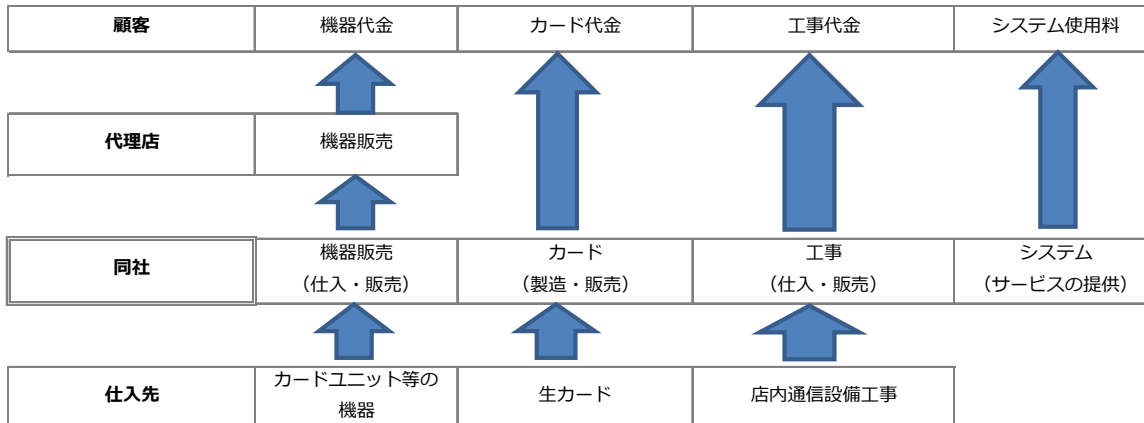 顧客 機器代金 カード代金 工事代金 システム使用料
代理店 機器販売
同社 機器販売 カード 工事 システム
（仕入・販売） （製造・販売） （仕入・販売） （サービスの提供）
仕入先 カードユニット等の 生カード 店内通信設備工事
機器